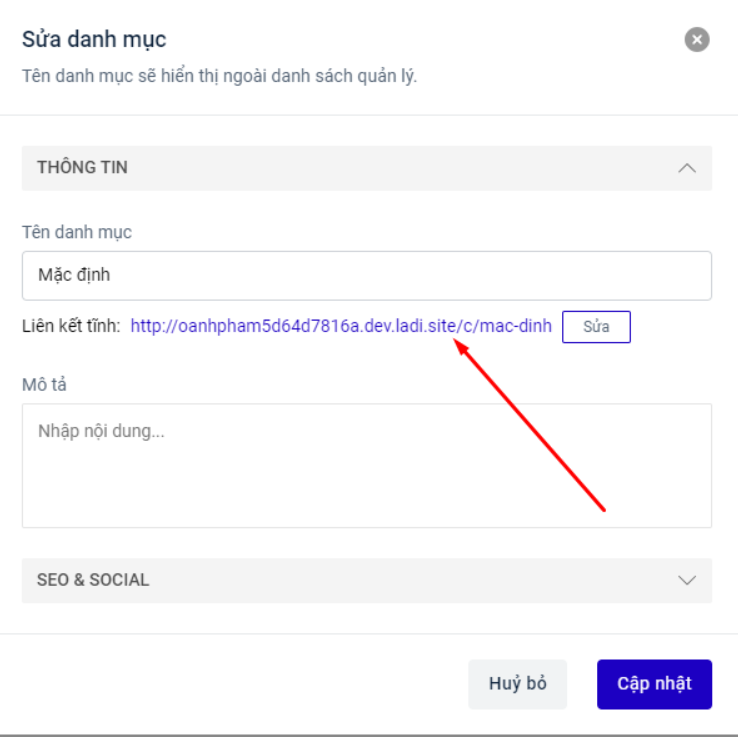 Sửa danh mục
Tên danh mục sẽ hiển thị ngoài danh sách quản lý.
THÔNG TIN
Tên danh mục
Mặc định
Liên kết tĩnh: http://oanhpham5d64d7816a.dev.ladi.site/c/mac-dinh Sửa
Mô tả
Nhập nội dung...
SEO & SOCIAL
Huỷ bỏ Cập nhật